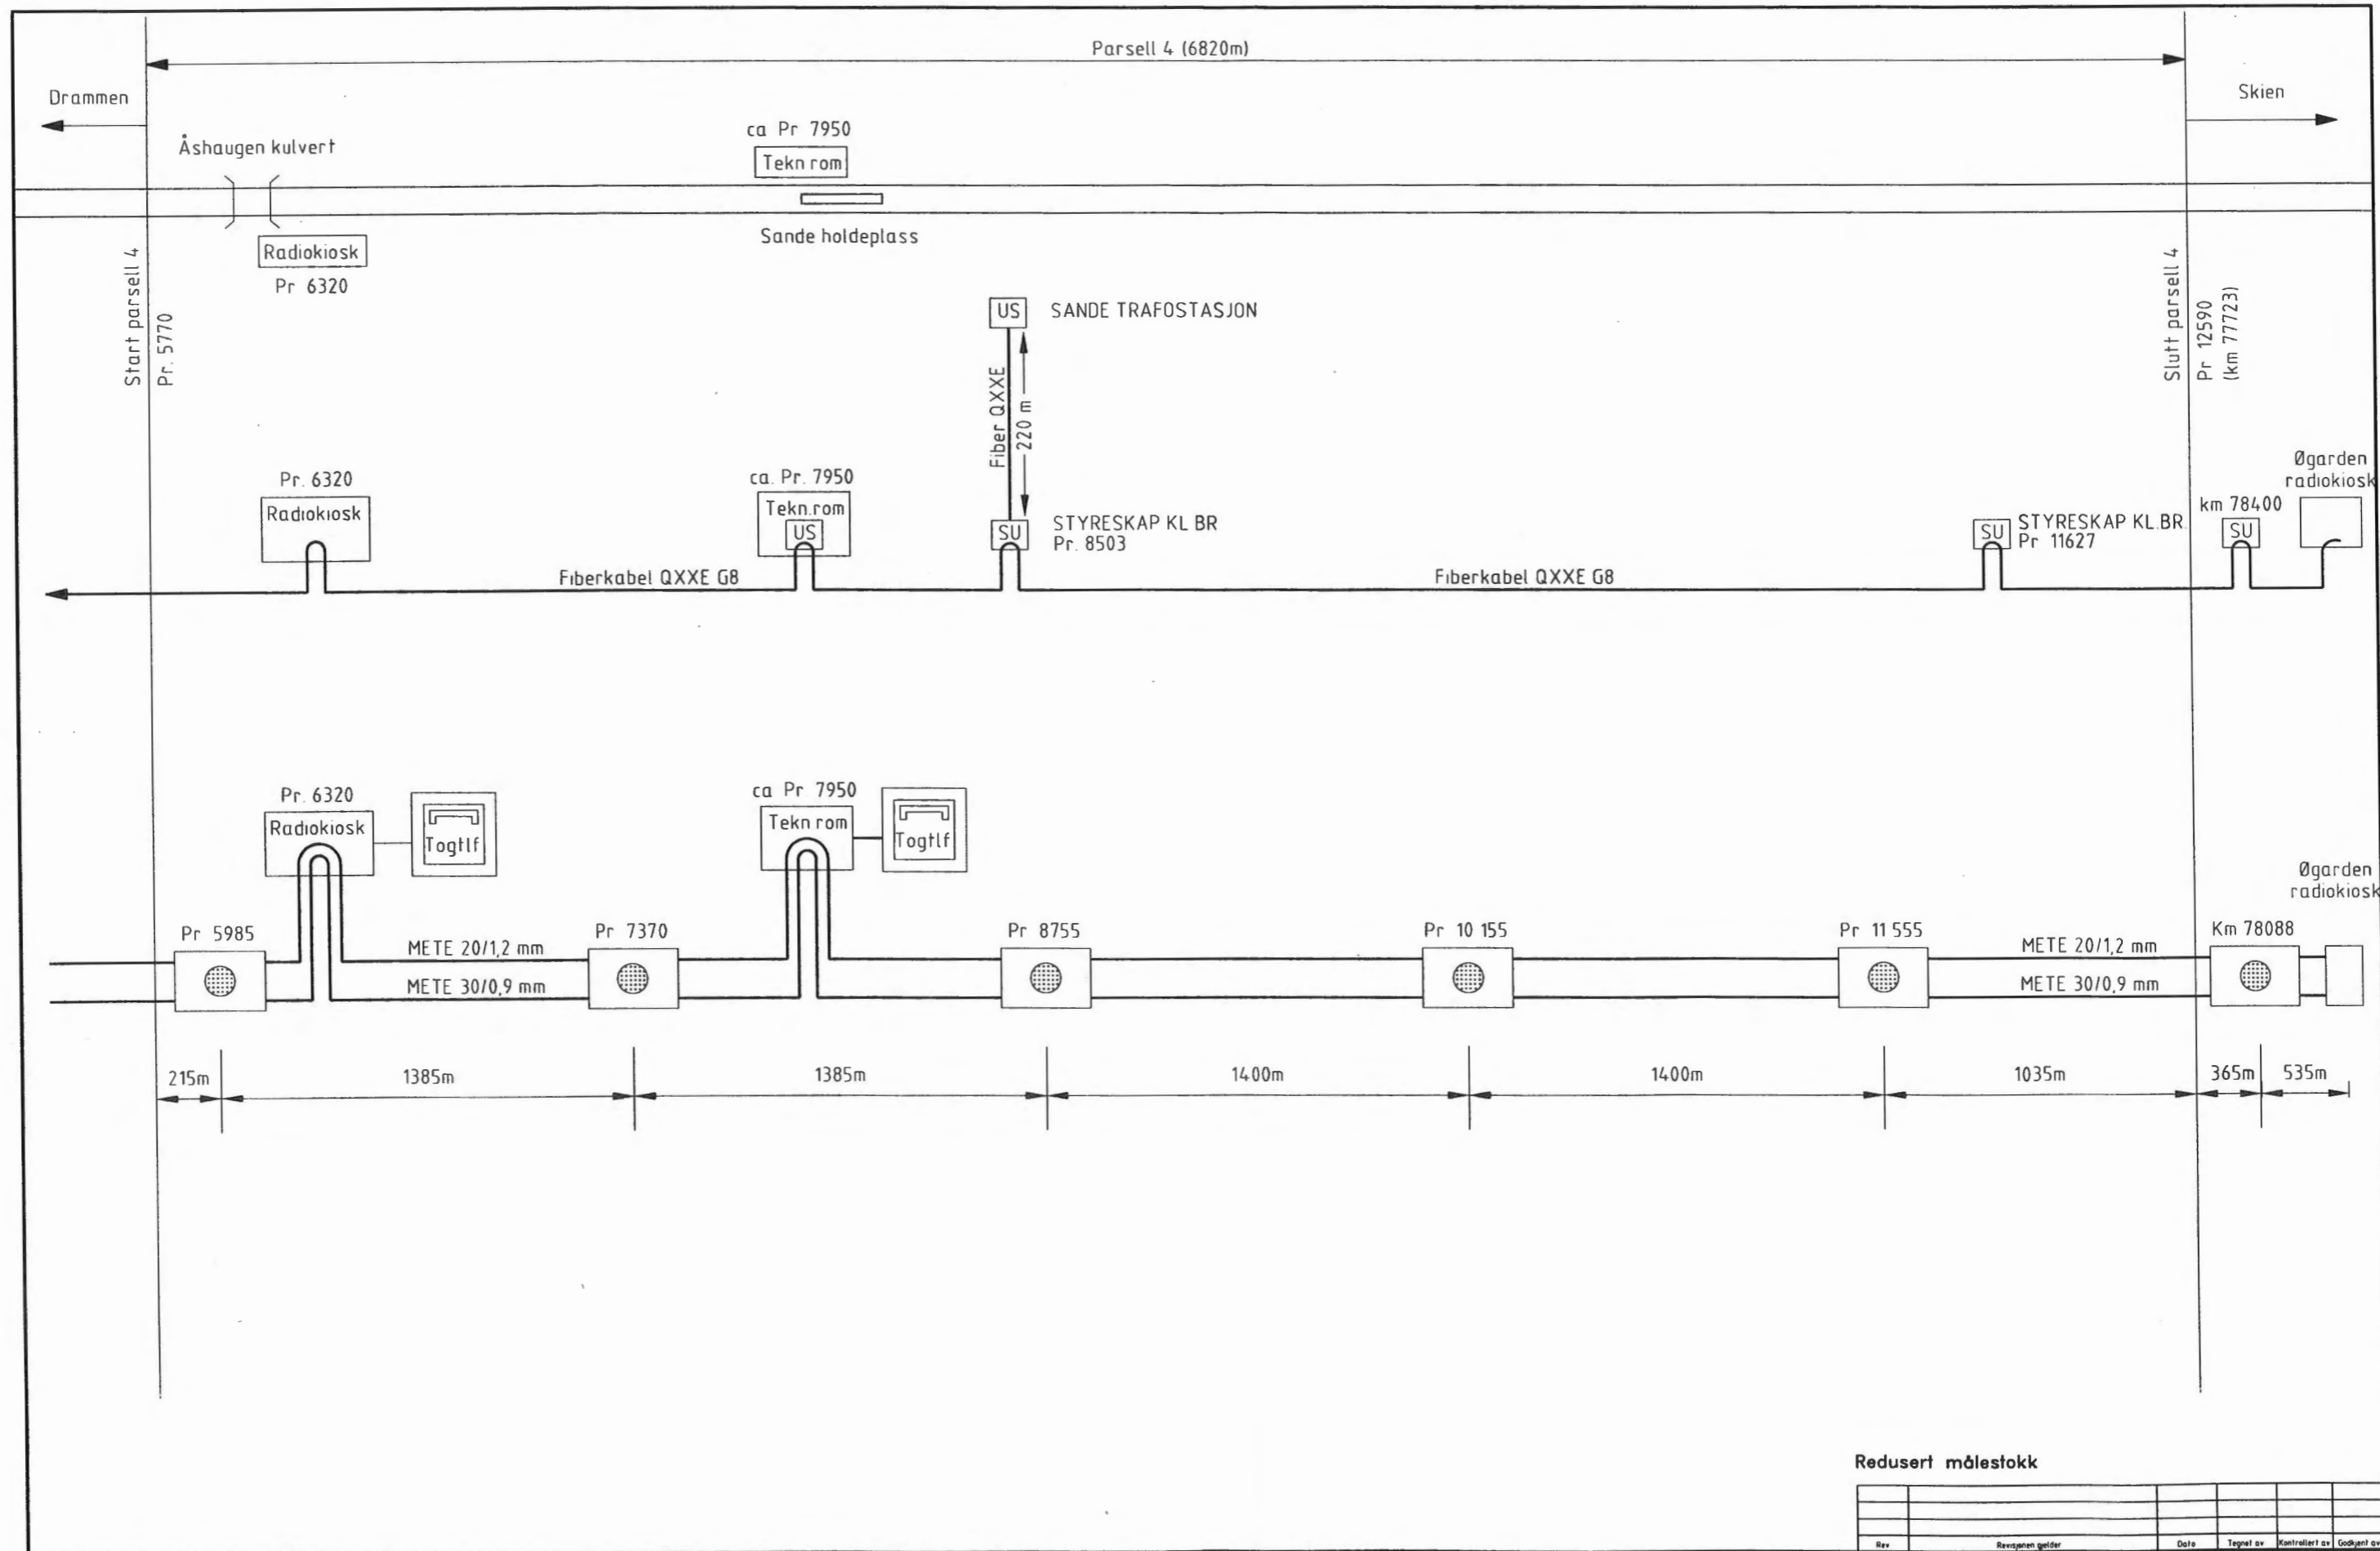 Parsell 4 (6820m)
Drammen
Skien
ca Pr 7950
Åshaugen kulvert
Tekn rom
Sande holdeplass
Radiokiosk
Pr 6320
Start parsell 4
Pr. 5770
Slutt parsell 4
Pr 12590
(km 77723)
US
SANDE TRAFOSTASJON
Fiber QXXE
220 m
Pr. 6320
Radiokiosk
ca. Pr. 7950
Tekn.rom
US
SU
STYRESKAP KL BR
Pr. 8503
SU
STYRESKAP KL.BR.
Pr 11627
km 78400
SU
Øgarden
radiokiosk
Fiberkabel QXXE G8
Fiberkabel QXXE G8
Pr. 6320
Radiokiosk
Togtlf
ca Pr 7950
Tekn rom
Togtlf
Øgarden
radiokiosk
Pr 5985
Pr 7370
Pr 8755
Pr 10 155
Pr 11 555
Km 78088
METE 20/1,2 mm
METE 20/1,2 mm
METE 30/0,9 mm
METE 30/0,9 mm
215m
1385m
1385m
1400m
1400m
1035m
365m
535m
Redusert målestokk
Rev
Revisjonen gjelder
Dato
Tegnet av
Kontrollert av
Godkjent av